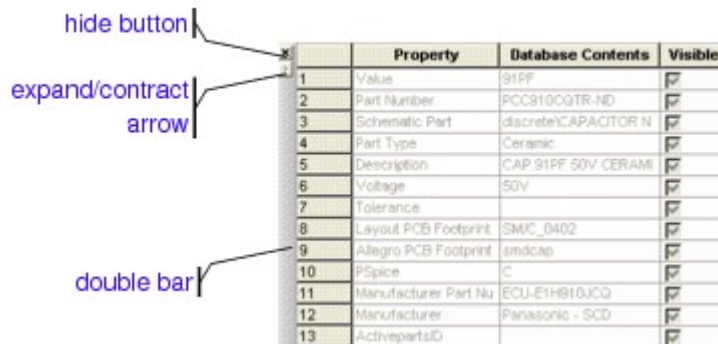 hide button
expand/contract
arrow
double bar
Property Database Contents Visible
1 Value 91PF
2 Part Number PCC910CQTR-ND
3 Schematic Part discrete\CAPACITOR N
4 Part Type Ceramic
5 Description CAP 91PF 50V CERAMI
6 Voltage 50V
7 Tolerance
8 Layout PCB Footprint SM/C_0402
9 Allegro PCB Footprint smdcap
10 PSpice C
11 Manufacturer Part Nu ECU-E1H910JCQ
12 Manufacturer Panasonic - SCD
13 ActivepartsID